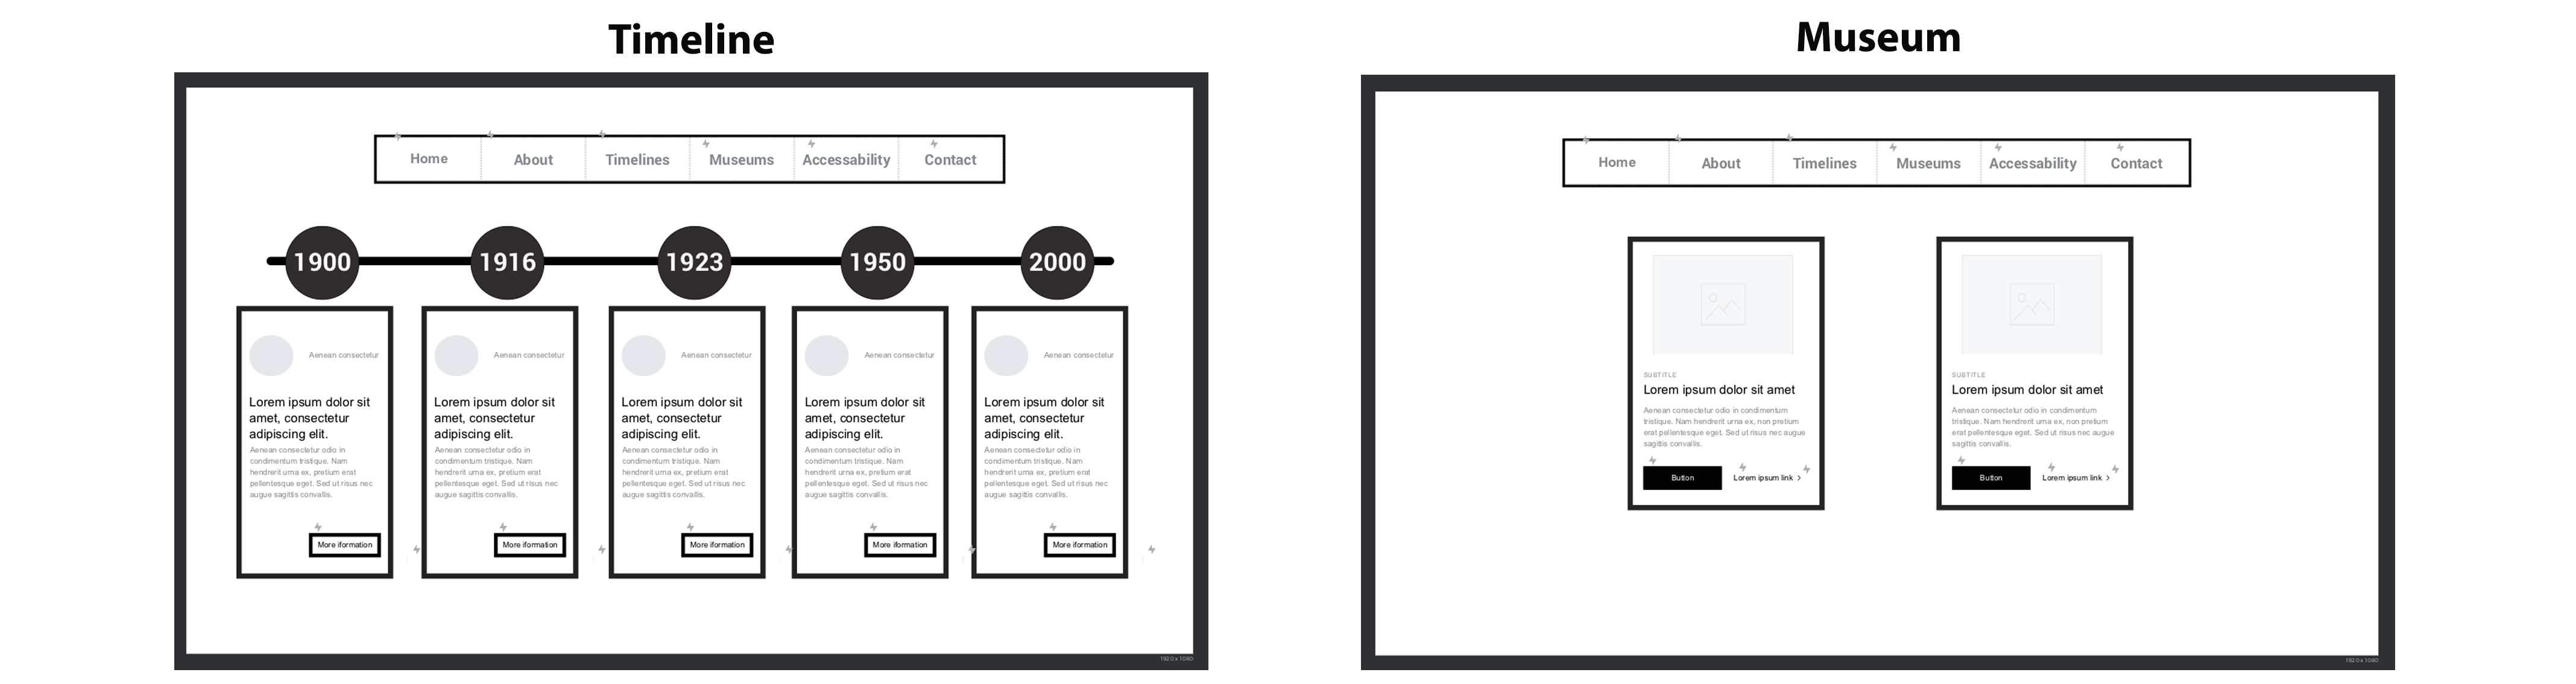 Timeline
Home About Timelines Museums Accessability Contact
1900 1916 1923 1950 2000
Aenean consectetur
Lorem ipsum dolor sit
amet, consectetur
adipiscing elit.
Aenean consectetur odio in
condimentum tristique. Nam
hendrerit urna ex, pretium erat
pellentesque eget. Sed ut risus nec
augue sagittis convallis.
More iformation
Aenean consectetur
Lorem ipsum dolor sit
amet, consectetur
adipiscing elit.
Aenean consectetur odio in
condimentum tristique. Nam
hendrerit urna ex, pretium erat
pellentesque eget. Sed ut risus nec
augue sagittis convallis.
More iformation
Aenean consectetur
Lorem ipsum dolor sit
amet, consectetur
adipiscing elit.
Aenean consectetur odio in
condimentum tristique. Nam
hendrerit urna ex, pretium erat
pellentesque eget. Sed ut risus nec
augue sagittis convallis.
More iformation
Aenean consectetur
Lorem ipsum dolor sit
amet, consectetur
adipiscing elit.
Aenean consectetur odio in
condimentum tristique. Nam
hendrerit urna ex, pretium erat
pellentesque eget. Sed ut risus nec
augue sagittis convallis.
More iformation
Aenean consectetur
Lorem ipsum dolor sit
amet, consectetur
adipiscing elit.
Aenean consectetur odio in
condimentum tristique. Nam
hendrerit urna ex, pretium erat
pellentesque eget. Sed ut risus nec
augue sagittis convallis.
More iformation
1920 x 1080
Museum
Home About Timelines Museums Accessability Contact
SUBTITLE
Lorem ipsum dolor sit amet
Aenean consectetur odio in condimentum
tristique. Nam hendrerit urna ex, non pretium
erat pellentesque eget. Sed ut risus nec augue
sagittis convallis.
Button Lorem ipsum link >
SUBTITLE
Lorem ipsum dolor sit amet
Aenean consectetur odio in condimentum
tristique. Nam hendrerit urna ex, non pretium
erat pellentesque eget. Sed ut risus nec augue
sagittis convallis.
Button Lorem ipsum link >
1920 x 1080